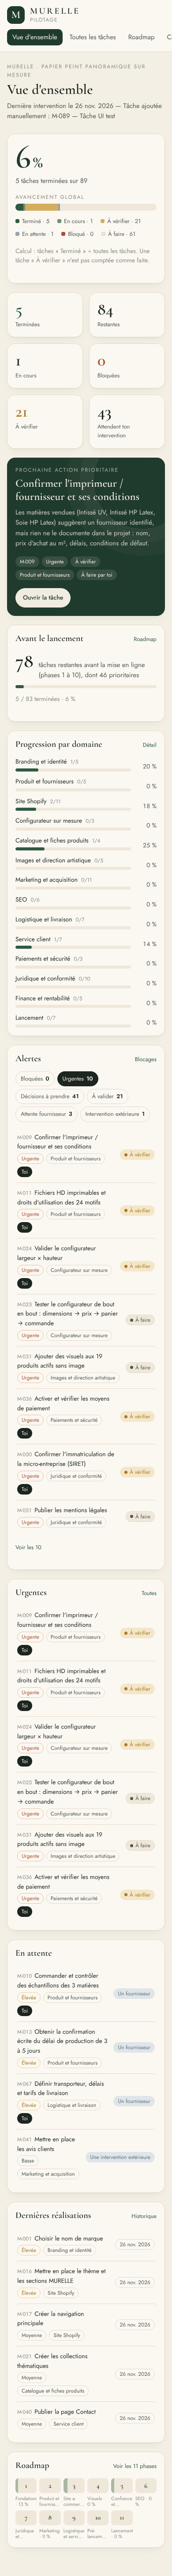 M MURELLE
PILOTAGE
Vue d'ensemble Toutes les tâches Roadmap
MURELLE · PAPIER PEINT PANORAMIQUE SUR
MESURE
Vue d'ensemble
Dernière intervention le 26 nov. 2026 — Tâche ajoutée
manuellement : M-089 — Tâche UI test
6%
5 tâches terminées sur 89
AVANCEMENT GLOBAL
Terminé · 5 En cours · 1 À vérifier · 21
En attente · 1 Bloqué · 0 À faire · 61
Calcul : tâches « Terminé » ÷ toutes les tâches. Une
tâche « À vérifier » n'est pas comptée comme faite.
5
Terminées
84
Restantes
1
En cours
0
Bloquées
21
À vérifier
43
Attendent ton
intervention
PROCHAINE ACTION PRIORITAIRE
Confirmer l'imprimeur /
fournisseur et ses conditions
Les matières vendues (Intissé UV, Intissé HP Latex,
Soie HP Latex) suggèrent un fournisseur identifié,
mais rien ne le documente dans le projet : nom,
prix d'achat au m², délais, conditions de défaut.
M-009 Urgente À vérifier
Produit et fournisseurs À faire par toi
Ouvrir la tâche
Avant le lancement Roadmap
78 tâches restantes avant la mise en ligne
(phases 1 à 10), dont 46 prioritaires
5 / 83 terminées · 6 %
Progression par domaine Détail
Branding et identité 1/5
20 %
Produit et fournisseurs 0/5
0 %
Site Shopify 2/11
18 %
Configurateur sur mesure 0/3
0 %
Catalogue et fiches produits 1/4
25 %
Images et direction artistique 0/5
0 %
Marketing et acquisition 0/11
0 %
SEO 0/6
0 %
Logistique et livraison 0/7
0 %
Service client 1/7
14 %
Paiements et sécurité 0/3
0 %
Juridique et conformité 0/10
0 %
Finance et rentabilité 0/5
0 %
Lancement 0/7
0 %
Alertes Blocages
Bloquées 0 Urgentes 10
Décisions à prendre 41 À valider 21
Attente fournisseur 3 Intervention extérieure 1
M-009 Confirmer l'imprimeur /
fournisseur et ses conditions
À vérifier
Urgente Produit et fournisseurs
Toi
M-011 Fichiers HD imprimables et
droits d'utilisation des 24 motifs
À vérifier
Urgente Produit et fournisseurs
Toi
M-024 Valider le configurateur
largeur × hauteur
À vérifier
Urgente Configurateur sur mesure
Toi
M-025 Tester le configurateur de bout
en bout : dimensions → prix → panier
→ commande
À faire
Urgente Configurateur sur mesure
M-031 Ajouter des visuels aux 19
produits actifs sans image
À faire
Urgente Images et direction artistique
M-036 Activer et vérifier les moyens
de paiement
À vérifier
Urgente Paiements et sécurité
Toi
Confirmer l'immatriculation de
la micro-entreprise (SIRET)
À vérifier
Urgente Juridique et conformité
Toi
M-051 Publier les mentions légales
À faire
Urgente Juridique et conformité
Voir les 10
Urgentes Toutes
M-009 Confirmer l'imprimeur /
fournisseur et ses conditions
À vérifier
Urgente Produit et fournisseurs
Toi
M-011 Fichiers HD imprimables et
droits d'utilisation des 24 motifs
À vérifier
Urgente Produit et fournisseurs
Toi
M-024 Valider le configurateur
largeur × hauteur
À vérifier
Urgente Configurateur sur mesure
Toi
M-025 Tester le configurateur de bout
en bout : dimensions → prix → panier
→ commande
À faire
Urgente Configurateur sur mesure
M-031 Ajouter des visuels aux 19
produits actifs sans image
À faire
Urgente Images et direction artistique
M-036 Activer et vérifier les moyens
de paiement
À vérifier
Urgente Paiements et sécurité
Toi
En attente
M-010 Commander et contrôler
des échantillons des 3 matières
Un fournisseur
Élevée Produit et fournisseurs
Toi
M-013 Obtenir la confirmation
écrite du délai de production de 3
à 5 jours
Un fournisseur
Élevée Produit et fournisseurs
M-067 Définir transporteur, délais
et tarifs de livraison
Un fournisseur
Élevée Logistique et livraison
Toi
M-041 Mettre en place
les avis clients
Une intervention extérieure
Basse
Marketing et acquisition
Dernières réalisations Historique
M-001 Choisir le nom de marque
26 nov. 2026
Élevée Branding et identité
M-016 Mettre en place le thème et
les sections MURELLE
26 nov. 2026
Élevée Site Shopify
M-017 Créer la navigation
principale
26 nov. 2026
Moyenne Site Shopify
M-021 Créer les collections
thématiques
26 nov. 2026
Moyenne
Catalogue et fiches produits
M-040 Publier la page Contact
26 nov. 2026
Moyenne Service client
Roadmap Voir les 11 phases
1 2 3 4 5 6
7 8 9 10 11